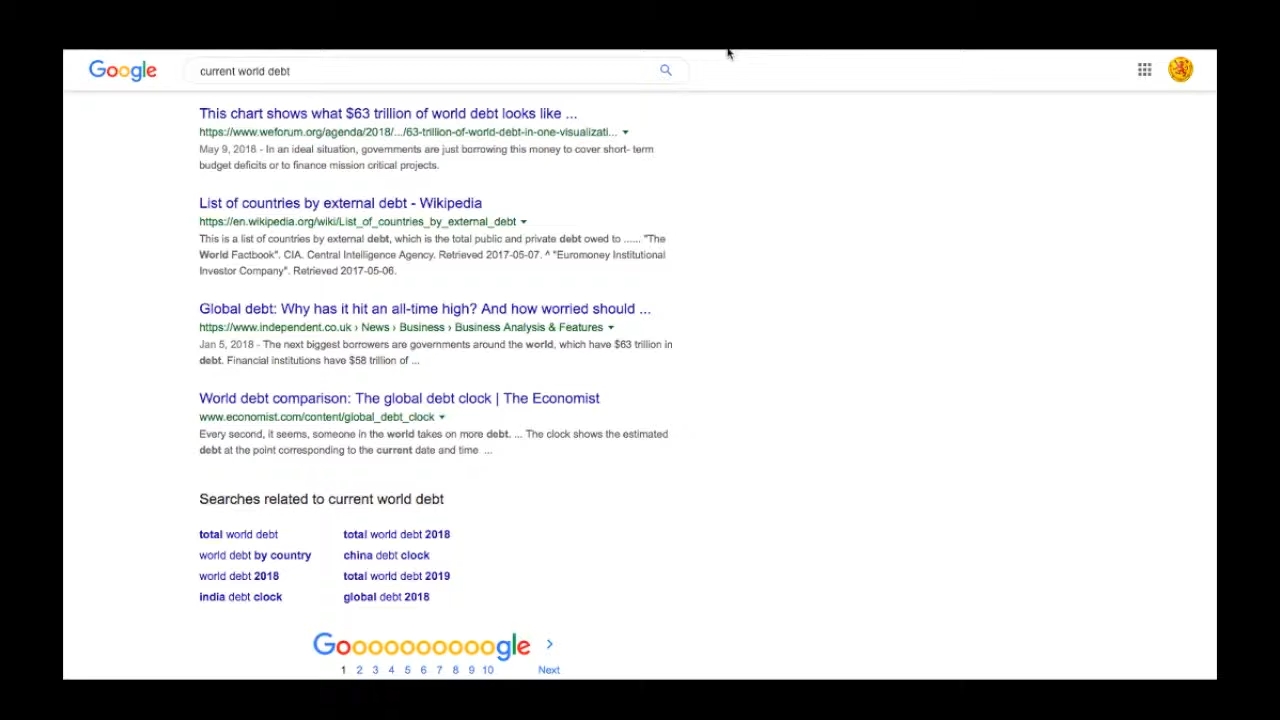 Google
current world debt
This chart shows what $63 trillion of world debt looks like ...
https://www.weforum.org/agenda/2018/.../63-trillion-of-world-debt-in-one-visualizati...
May 9, 2018 - In an ideal situation, governments are just borrowing this money to cover short- term
budget deficits or to finance mission critical projects.
List of countries by external debt - Wikipedia
https://en.wikipedia.org/wiki/List_of_countries_by_external_debt
This is a list of countries by external debt, which is the total public and private debt owed to ...... "The
World Factbook". CIA. Central Intelligence Agency. Retrieved 2017-05-07. ^ "Euromoney Institutional
Investor Company". Retrieved 2017-05-06.
Global debt: Why has it hit an all-time high? And how worried should ...
https://www.independent.co.uk › News › Business › Business Analysis & Features
Jan 5, 2018 - The next biggest borrowers are governments around the world, which have $63 trillion in
debt. Financial institutions have $58 trillion of ...
World debt comparison: The global debt clock | The Economist
www.economist.com/content/global_debt_clock
Every second, it seems, someone in the world takes on more debt. ... The clock shows the estimated
debt at the point corresponding to the current date and time ...
Searches related to current world debt
total world debt total world debt 2018
world debt by country china debt clock
world debt 2018 total world debt 2019
india debt clock global debt 2018
Goooooooooogle >
1 2 3 4 5 6 7 8 9 10 Next